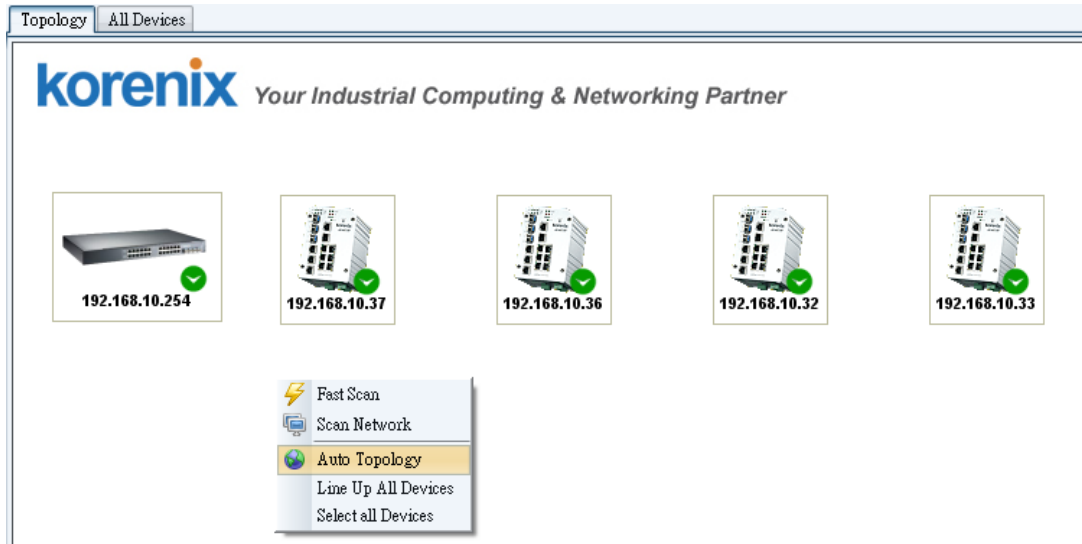 Topology All Devices
korenix Your Industrial Computing & Networking Partner
192.168.10.254 192.168.10.37 192.168.10.36 192.168.10.32 192.168.10.33
Fast Scan
Scan Network
Auto Topology
Line Up All Devices
Select all Devices